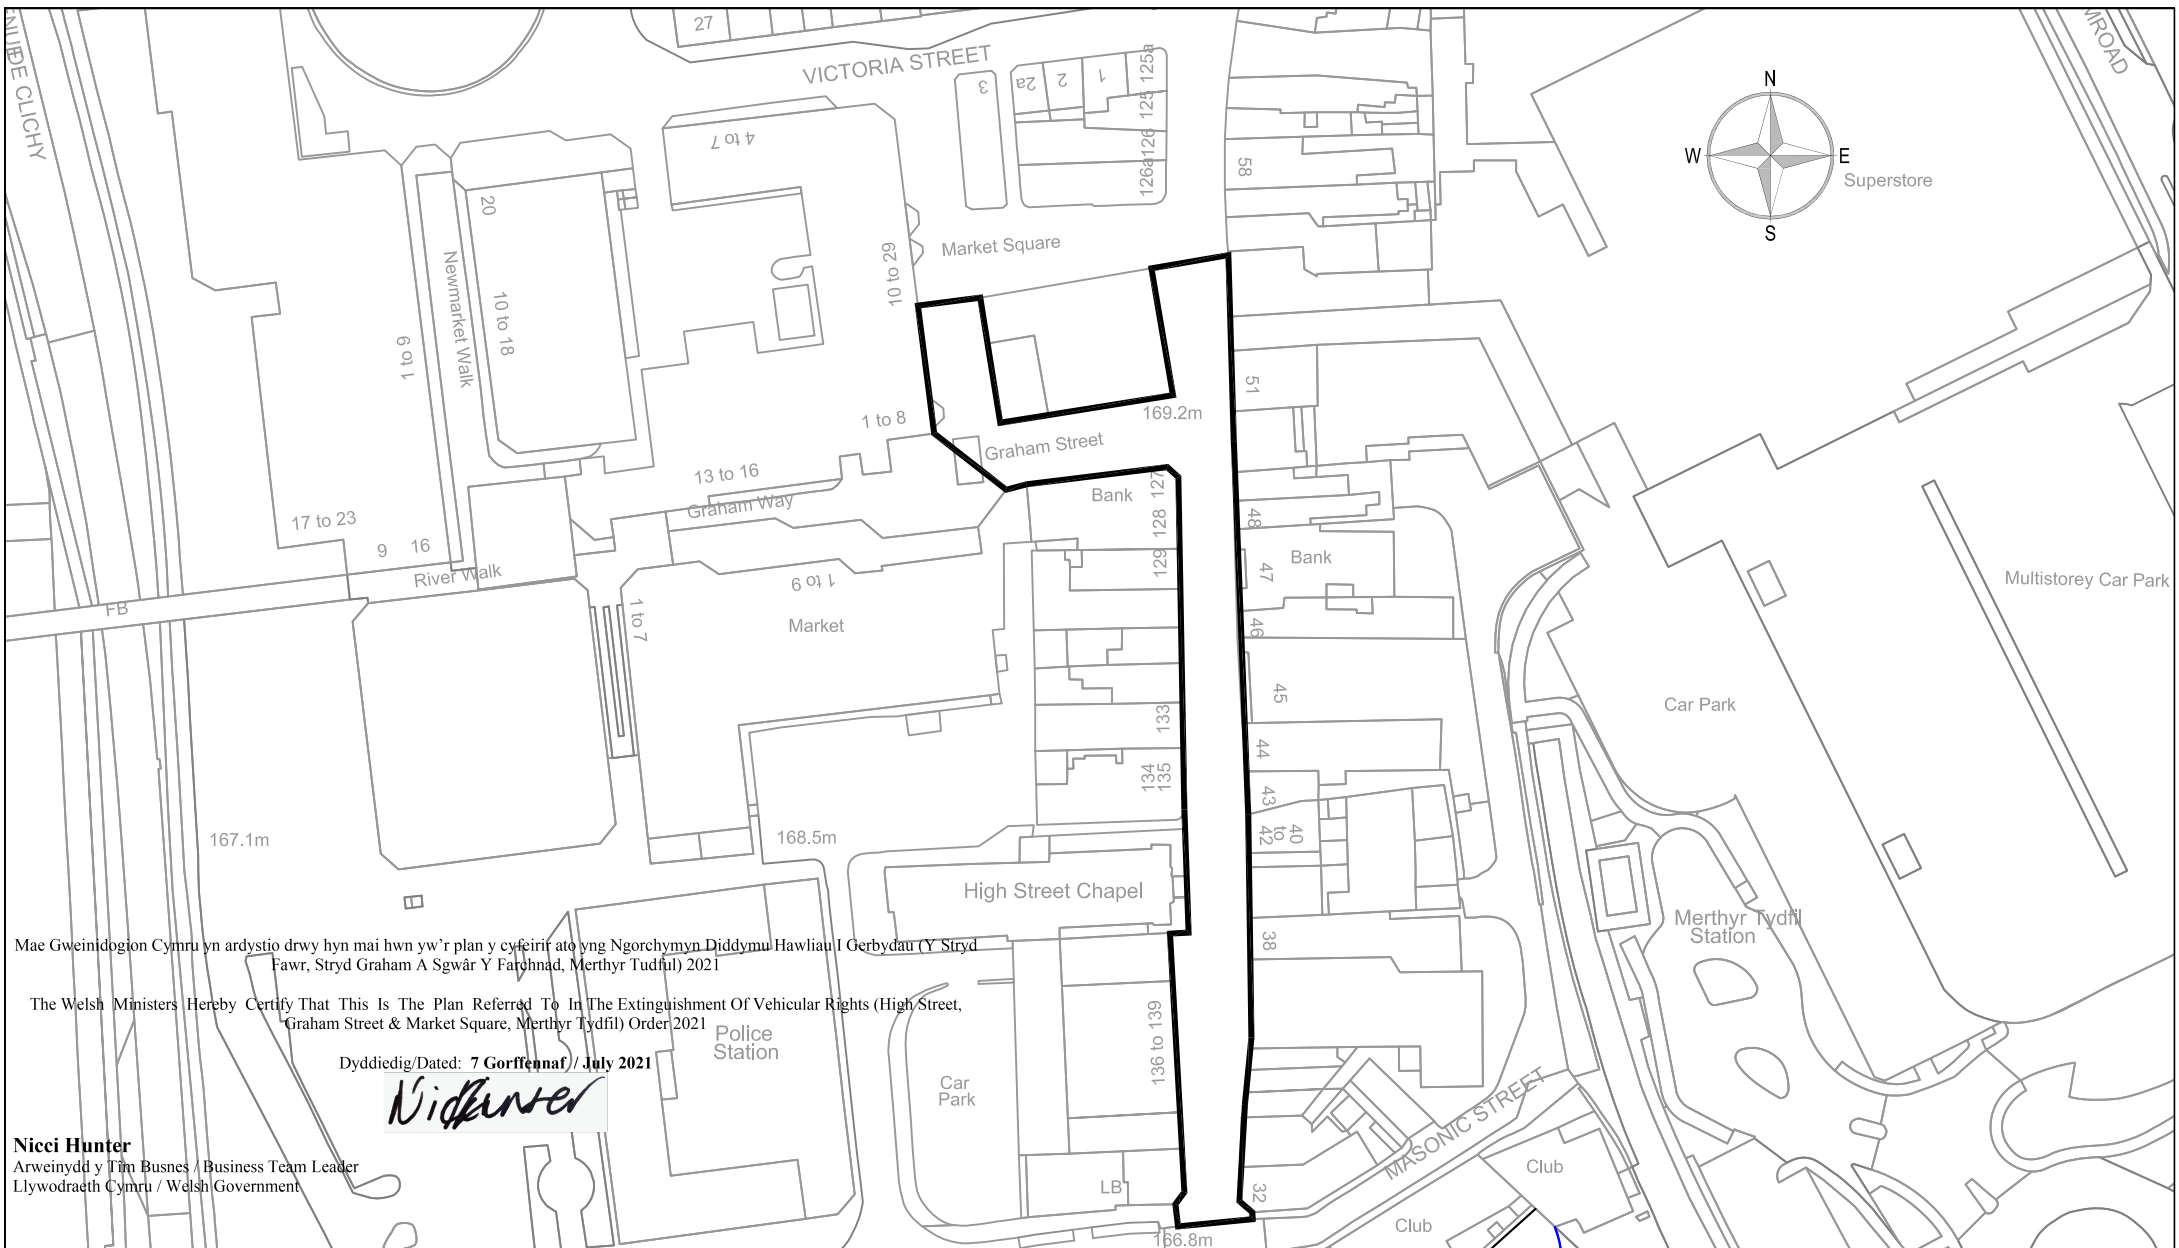 27
VICTORIA STREET
3
2a
2
1
125a
125
126
126a
4 to 7
58
N
W
E
S
Superstore
20
Newmarket Walk
10 to 18
1 to 9
10 to 29
Market Square
51
169.2m
1 to 8
Graham Street
13 to 16
Graham Way
Bank
127
128
129
48
47
Bank
46
17 to 23
9
16
River Walk
FB
1 to 7
1 to 9
Market
Multistorey Car Park
45
133
44
134
135
43
40
to
42
Car Park
167.1m
168.5m
High Street Chapel
38
Merthyr Tydfil
Station
Mae Gweinidogion Cymru yn ardystio drwy hyn mai hwn yw'r plan y cyfeirir ato yng Ngorchymyn Diddymu Hawliau I Gerbydau (Y Stryd
Fawr, Stryd Graham A Sgwâr Y Farchnad, Merthyr Tudful) 2021
The Welsh Ministers Hereby Certify That This Is The Plan Referred To In The Extinguishment Of Vehicular Rights (High Street,
Graham Street & Market Square, Merthyr Tydfil) Order 2021
Dyddiedig/Dated: 7 Gorffennaf / July 2021
Nicci Hunter
Arweinydd y Tîm Busnes / Business Team Leader
Llywodraeth Cymru / Welsh Government
Police
Station
Car
Park
136 to 139
MASONIC STREET
LB
32
Club
Club
166.8m